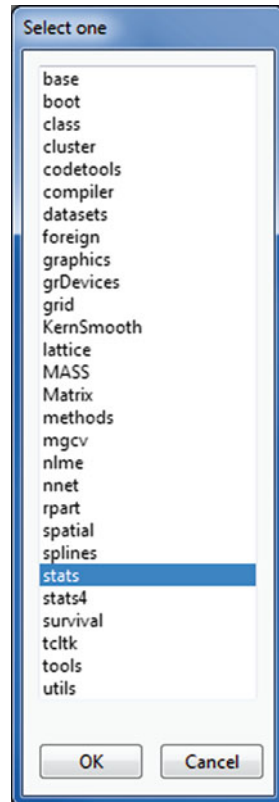 Select one
base
boot
class
cluster
codetools
compiler
datasets
foreign
graphics
grDevices
grid
KernSmooth
lattice
MASS
Matrix
methods
mgcv
nlme
nnet
rpart
spatial
splines
stats
stats4
survival
tcltk
tools
utils
OK Cancel